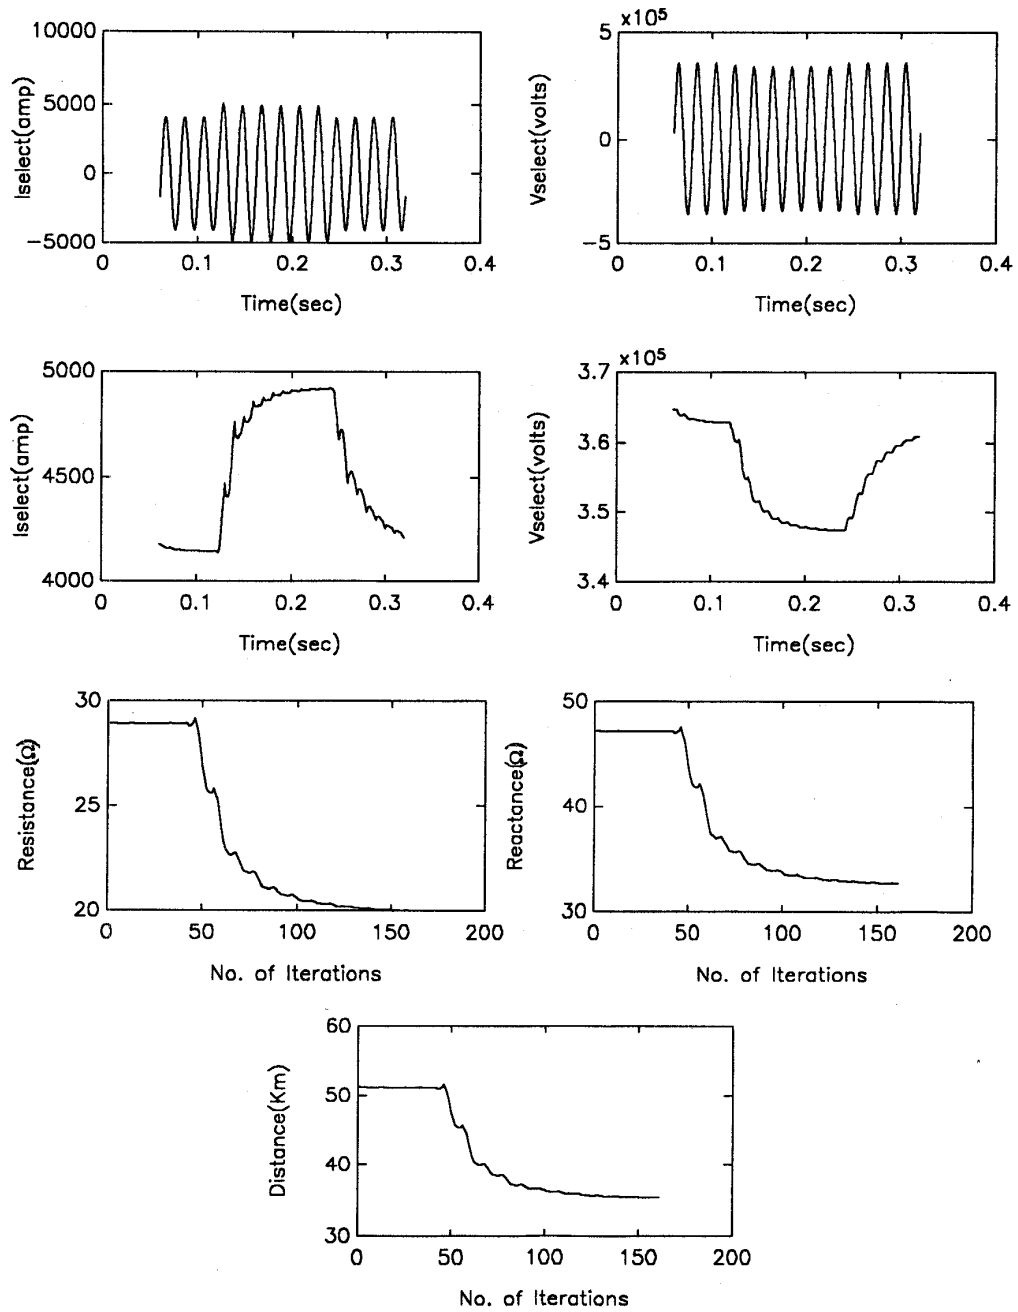 10000
5000
0
−5000
Iselect(amp)
0 0.1 0.2 0.3 0.4
Time(sec)
x10⁵
5
0
−5
Vselect(volts)
0 0.1 0.2 0.3 0.4
Time(sec)
5000
4500
4000
Iselect(amp)
0 0.1 0.2 0.3 0.4
Time(sec)
x10⁵
3.7
3.6
3.5
3.4
Vselect(volts)
0 0.1 0.2 0.3 0.4
Time(sec)
30
25
20
Resistance(Ω)
0 50 100 150 200
No. of Iterations
50
40
30
Reactance(Ω)
0 50 100 150 200
No. of Iterations
60
50
40
30
Distance(Km)
0 50 100 150 200
No. of Iterations